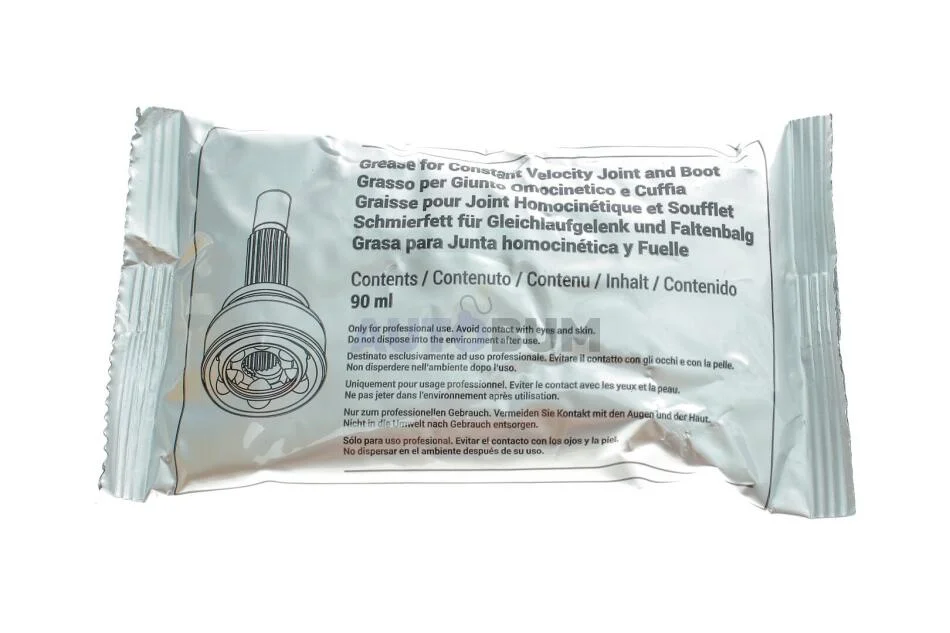 Grease for Constant Velocity Joint and Boot
Grasso per Giunto omocinetico e Cuffia
Graisse pour Joint Homocinétique et Soufflet
Schmierfett für Gleichlaufgelenk und Faltenbalg
Grasa para Junta homocinética y Fuelle
Contents / Contenuto / Contenu / Inhalt / Contenido
90 ml
AUTODUM
Only for professional use. Avoid contact with eyes and skin.
Do not dispose into the environment after use.
Destinato esclusivamente ad uso professionale. Evitare il contatto con gli occhi e con la pelle.
Non disperdere nell'ambiente dopo l'uso.
Uniquement pour usage professionnel. Eviter le contact avec les yeux et la peau.
Ne pas jeter dans l'environnement après utilisation.
Nur zum professionellen Gebrauch. Vermeiden Sie Kontakt mit den Augen und der Haut.
Nicht in die Umwelt nach Gebrauch entsorgen.
Sólo para uso profesional. Evitar el contacto con los ojos y la piel.
No dispersar en el ambiente después de su uso.